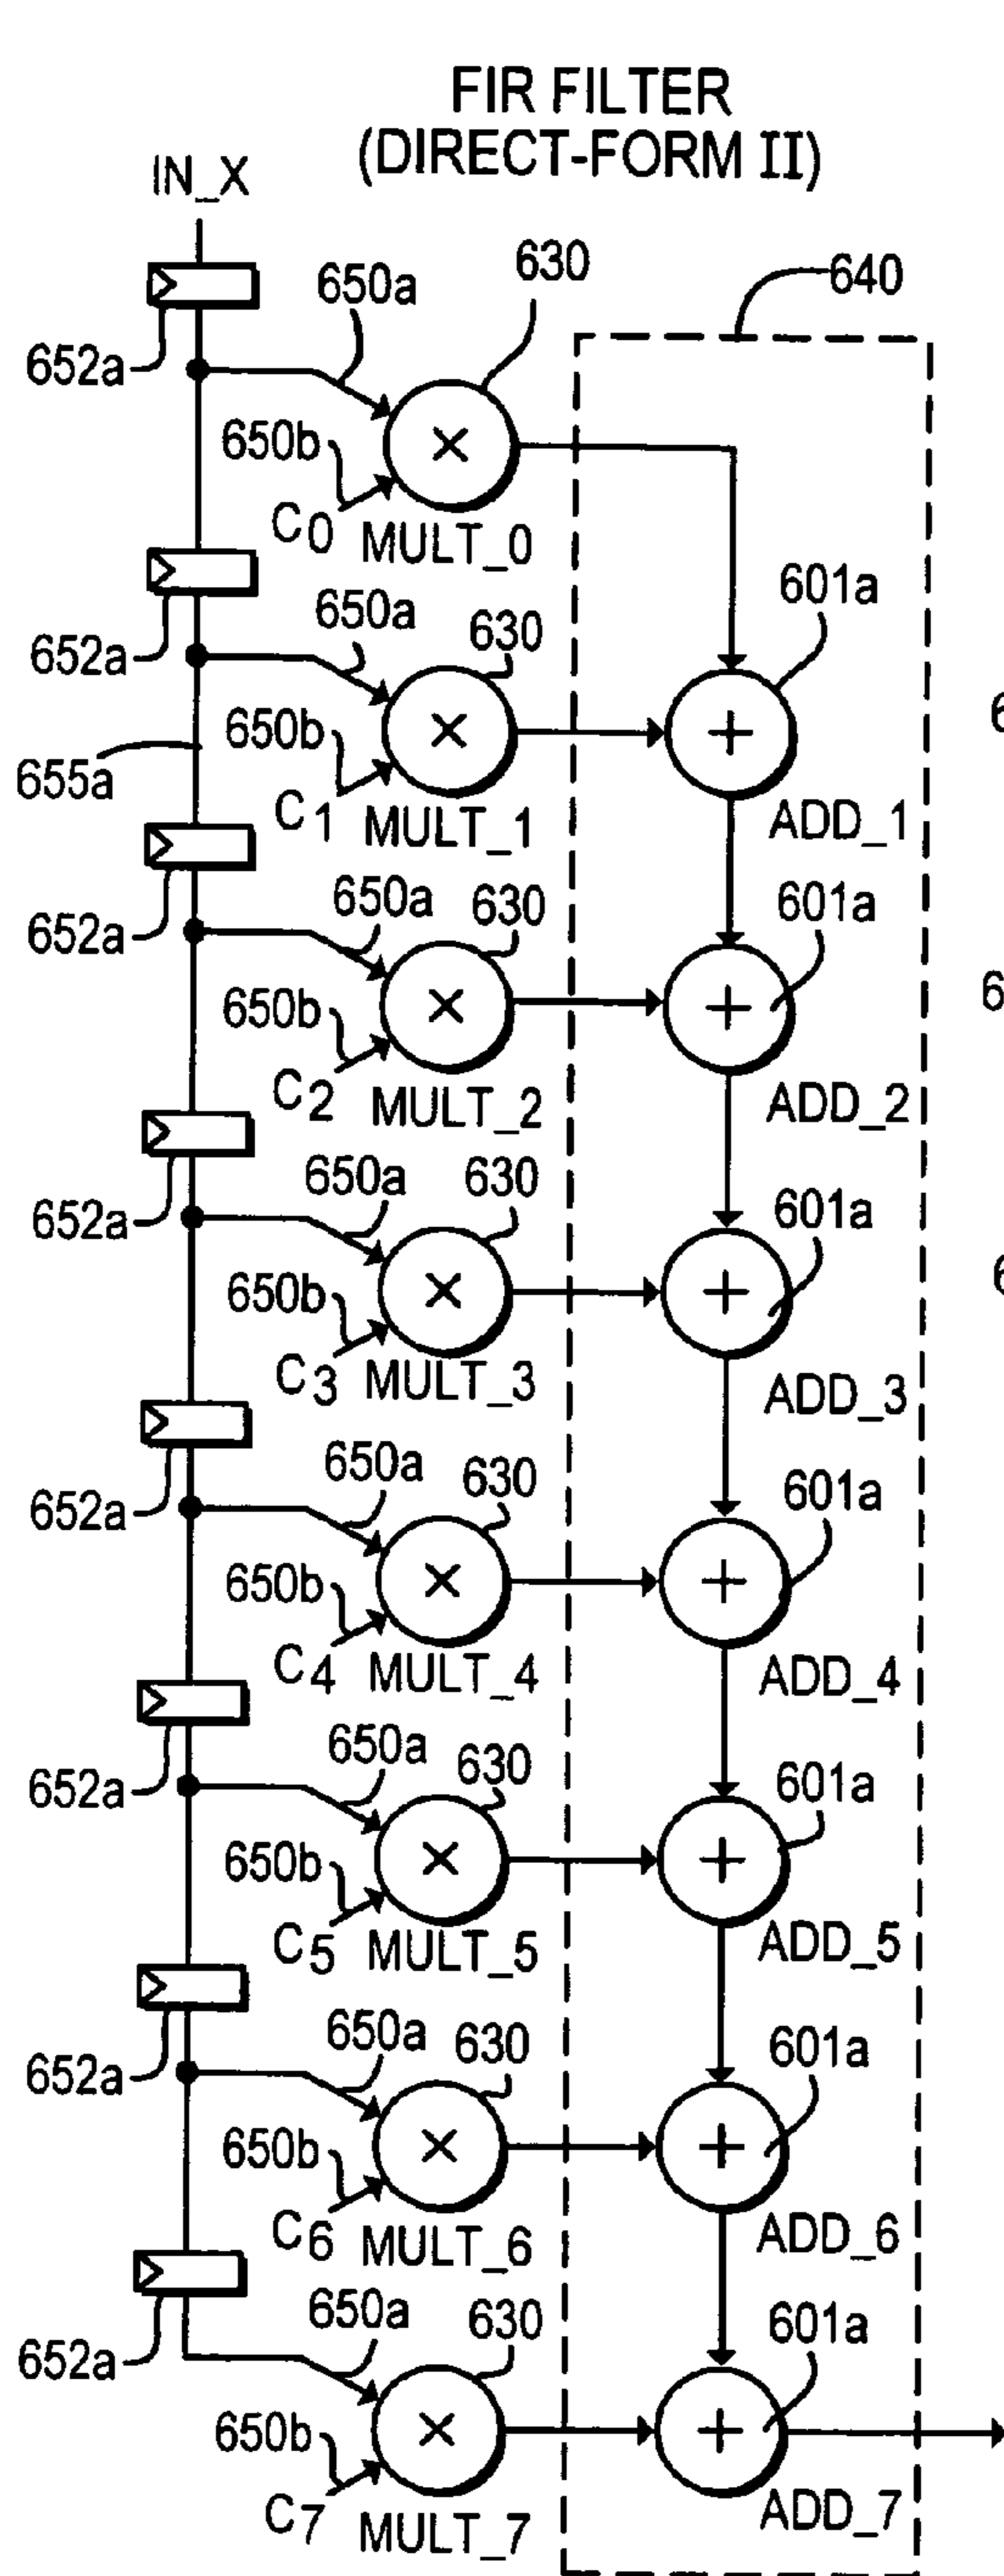 FIR FILTER
(DIRECT-FORM II)
IN_X
630
650a
640
652a
650b
C0
MULT_0
601a
650a
630
652a
650b
655a
C1
MULT_1
ADD_1
601a
650a
630
652a
650b
C2
MULT_2
ADD_2
601a
650a
630
652a
650b
C3
MULT_3
ADD_3
601a
650a
630
652a
650b
C4
MULT_4
ADD_4
601a
650a
630
652a
650b
C5
MULT_5
ADD_5
601a
650a
630
652a
650b
C6
MULT_6
ADD_6
601a
650a
630
652a
650b
C7
MULT_7
ADD_7